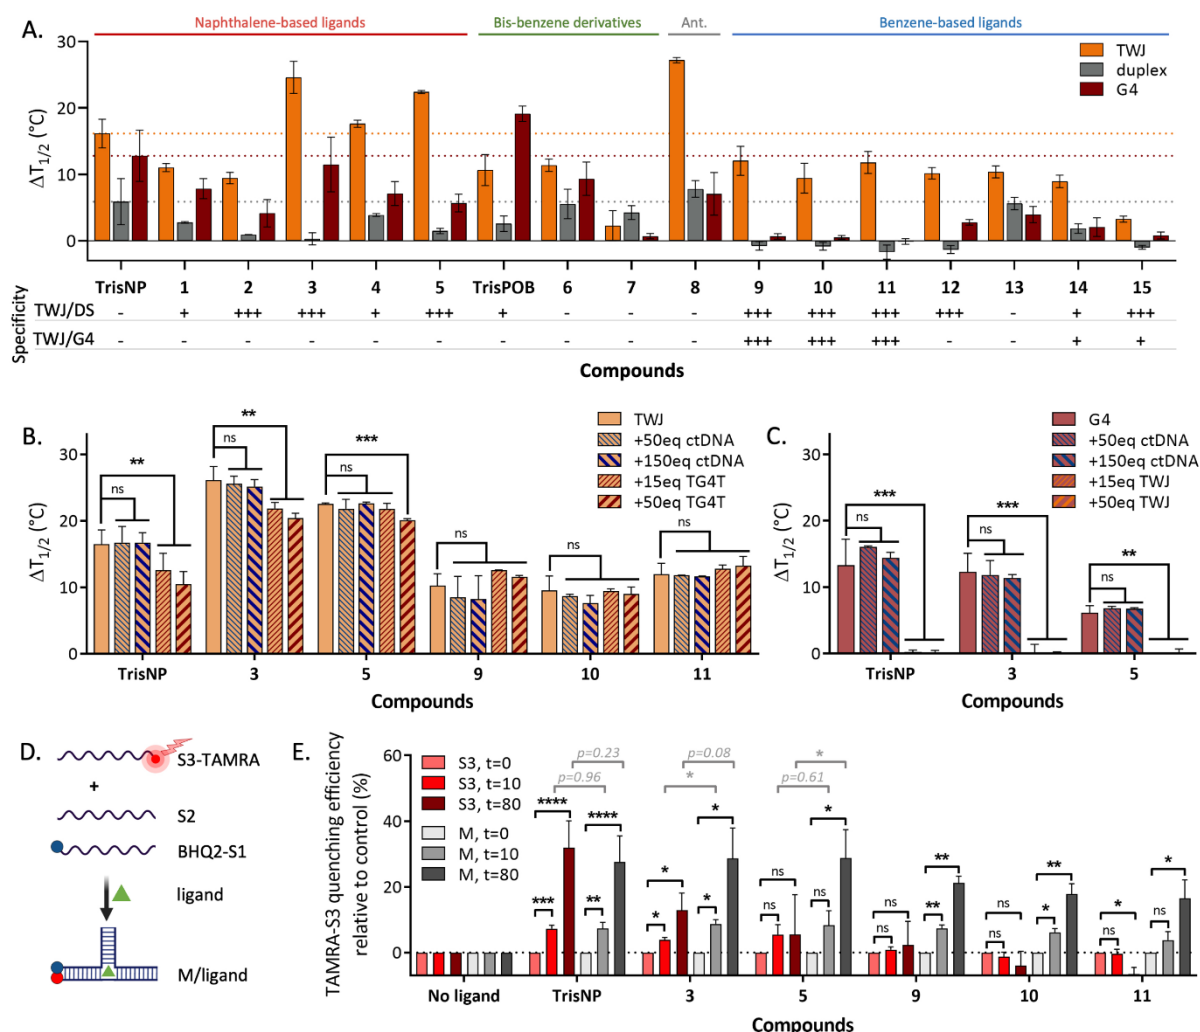 Naphthalene-based ligands Bis-benzene derivatives Ant. Benzene-based ligands
A.
TWJ
duplex
G4
30
20
10
0
ΔT1/2 (°C)
TrisNP 1 2 3 4 5 TrisPOB 6 7 8 9 10 11 12 13 14 15
Specificity
TWJ/DS - + +++ +++ + +++ + - - - +++ +++ +++ +++ - + +++
TWJ/G4 - - - - - - - - - - +++ +++ +++ - - + +
Compounds
B.
TWJ
+50eq ctDNA
+150eq ctDNA
+15eq TG4T
+50eq TG4T
30
20
10
0
ΔT1/2 (°C)
** ** ***
ns ns ns ns ns ns
TrisNP 3 5 9 10 11
Compounds
C.
G4
+50eq ctDNA
+150eq ctDNA
+15eq TWJ
+50eq TWJ
30
20
10
0
ΔT1/2 (°C)
*** *** **
ns ns ns
TrisNP 3 5
Compounds
D.
S3-TAMRA
+
S2
BHQ2-S1
ligand
M/ligand
E.
TAMRA-S3 quenching efficiency
relative to control (%)
60
40
20
0
S3, t=0
S3, t=10
S3, t=80
M, t=0
M, t=10
M, t=80
p=0.23 p=0.08 *
p=0.96 * p=0.61
**** **** * * ns * ns ** ns ** * *
*** ** * * ns ns ns ** ns * ns ns
No ligand TrisNP 3 5 9 10 11
Compounds